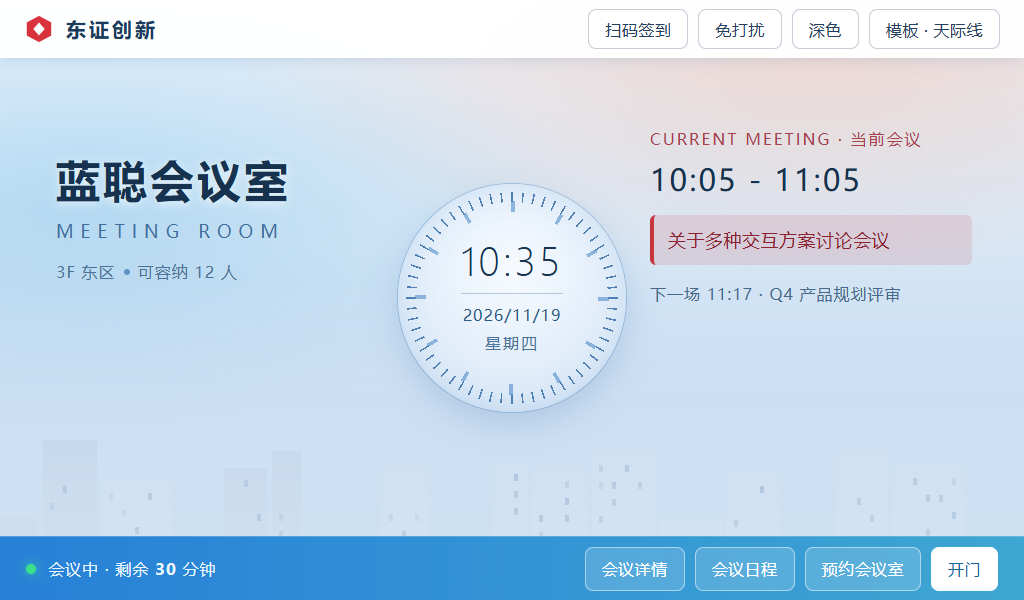 东证创新
扫码签到
免打扰
深色
模板 · 天际线
蓝聪会议室
MEETING ROOM
3F 东区 • 可容纳 12 人
10:35
2026/11/19
星期四
CURRENT MEETING · 当前会议
10:05 - 11:05
关于多种交互方案讨论会议
下一场 11:17 · Q4 产品规划评审
会议中 · 剩余 30 分钟
会议详情
会议日程
预约会议室
开门